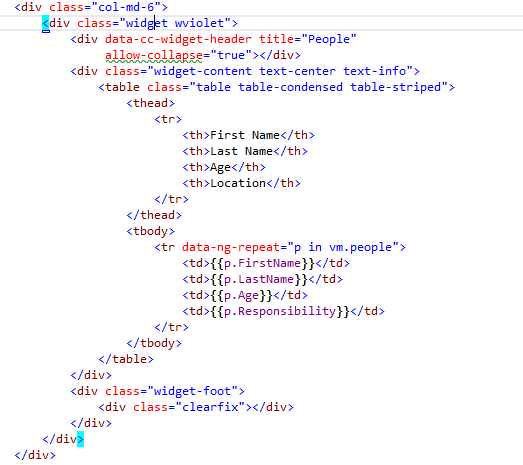 <div class="col-md-6">
    <div class="widget wviolet">
        <div data-cc-widget-header title="People"
             allow-collapse="true"></div>
        <div class="widget-content text-center text-info">
            <table class="table table-condensed table-striped">
                <thead>
                    <tr>
                        <th>First Name</th>
                        <th>Last Name</th>
                        <th>Age</th>
                        <th>Location</th>
                    </tr>
                </thead>
                <tbody>
                    <tr data-ng-repeat="p in vm.people">
                        <td>{{p.FirstName}}</td>
                        <td>{{p.LastName}}</td>
                        <td>{{p.Age}}</td>
                        <td>{{p.Responsibility}}</td>
                    </tr>
                </tbody>
            </table>
        </div>
        <div class="widget-foot">
            <div class="clearfix"></div>
        </div>
    </div>
</div>